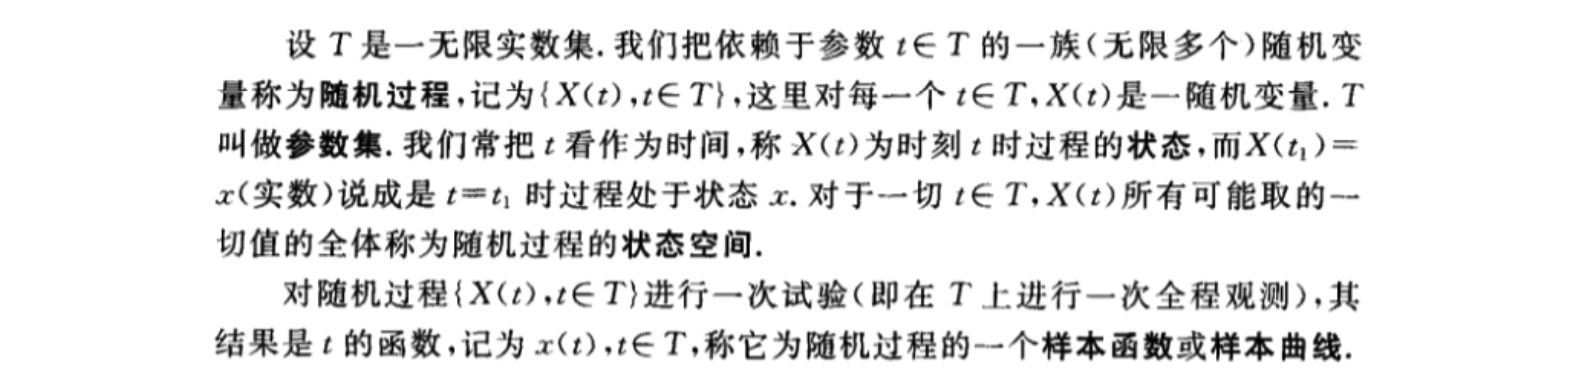 设 T 是一无限实数集. 我们把依赖于参数 t∈T 的一族(无限多个)随机变
量称为随机过程,记为{X(t),t∈T},这里对每一个 t∈T,X(t)是一随机变量. T
叫做参数集. 我们常把 t 看作为时间,称 X(t)为时刻 t 时过程的状态,而X(t₁)=
x(实数)说成是 t=t₁ 时过程处于状态 x. 对于一切 t∈T,X(t)所有可能取的一
切值的全体称为随机过程的状态空间.
对随机过程{X(t),t∈T}进行一次试验(即在 T 上进行一次全程观测),其
结果是 t 的函数,记为 x(t),t∈T,称它为随机过程的一个样本函数或样本曲线.